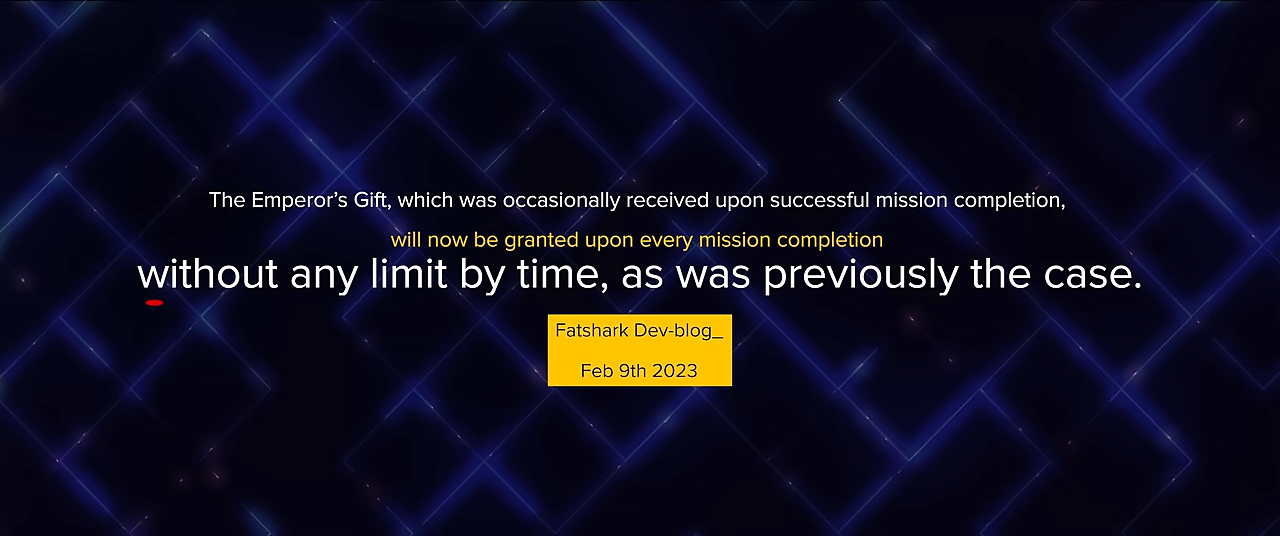 The Emperor’s Gift, which was occasionally received upon successful mission completion,
will now be granted upon every mission completion
without any limit by time, as was previously the case.
Fatshark Dev-blog_
Feb 9th 2023